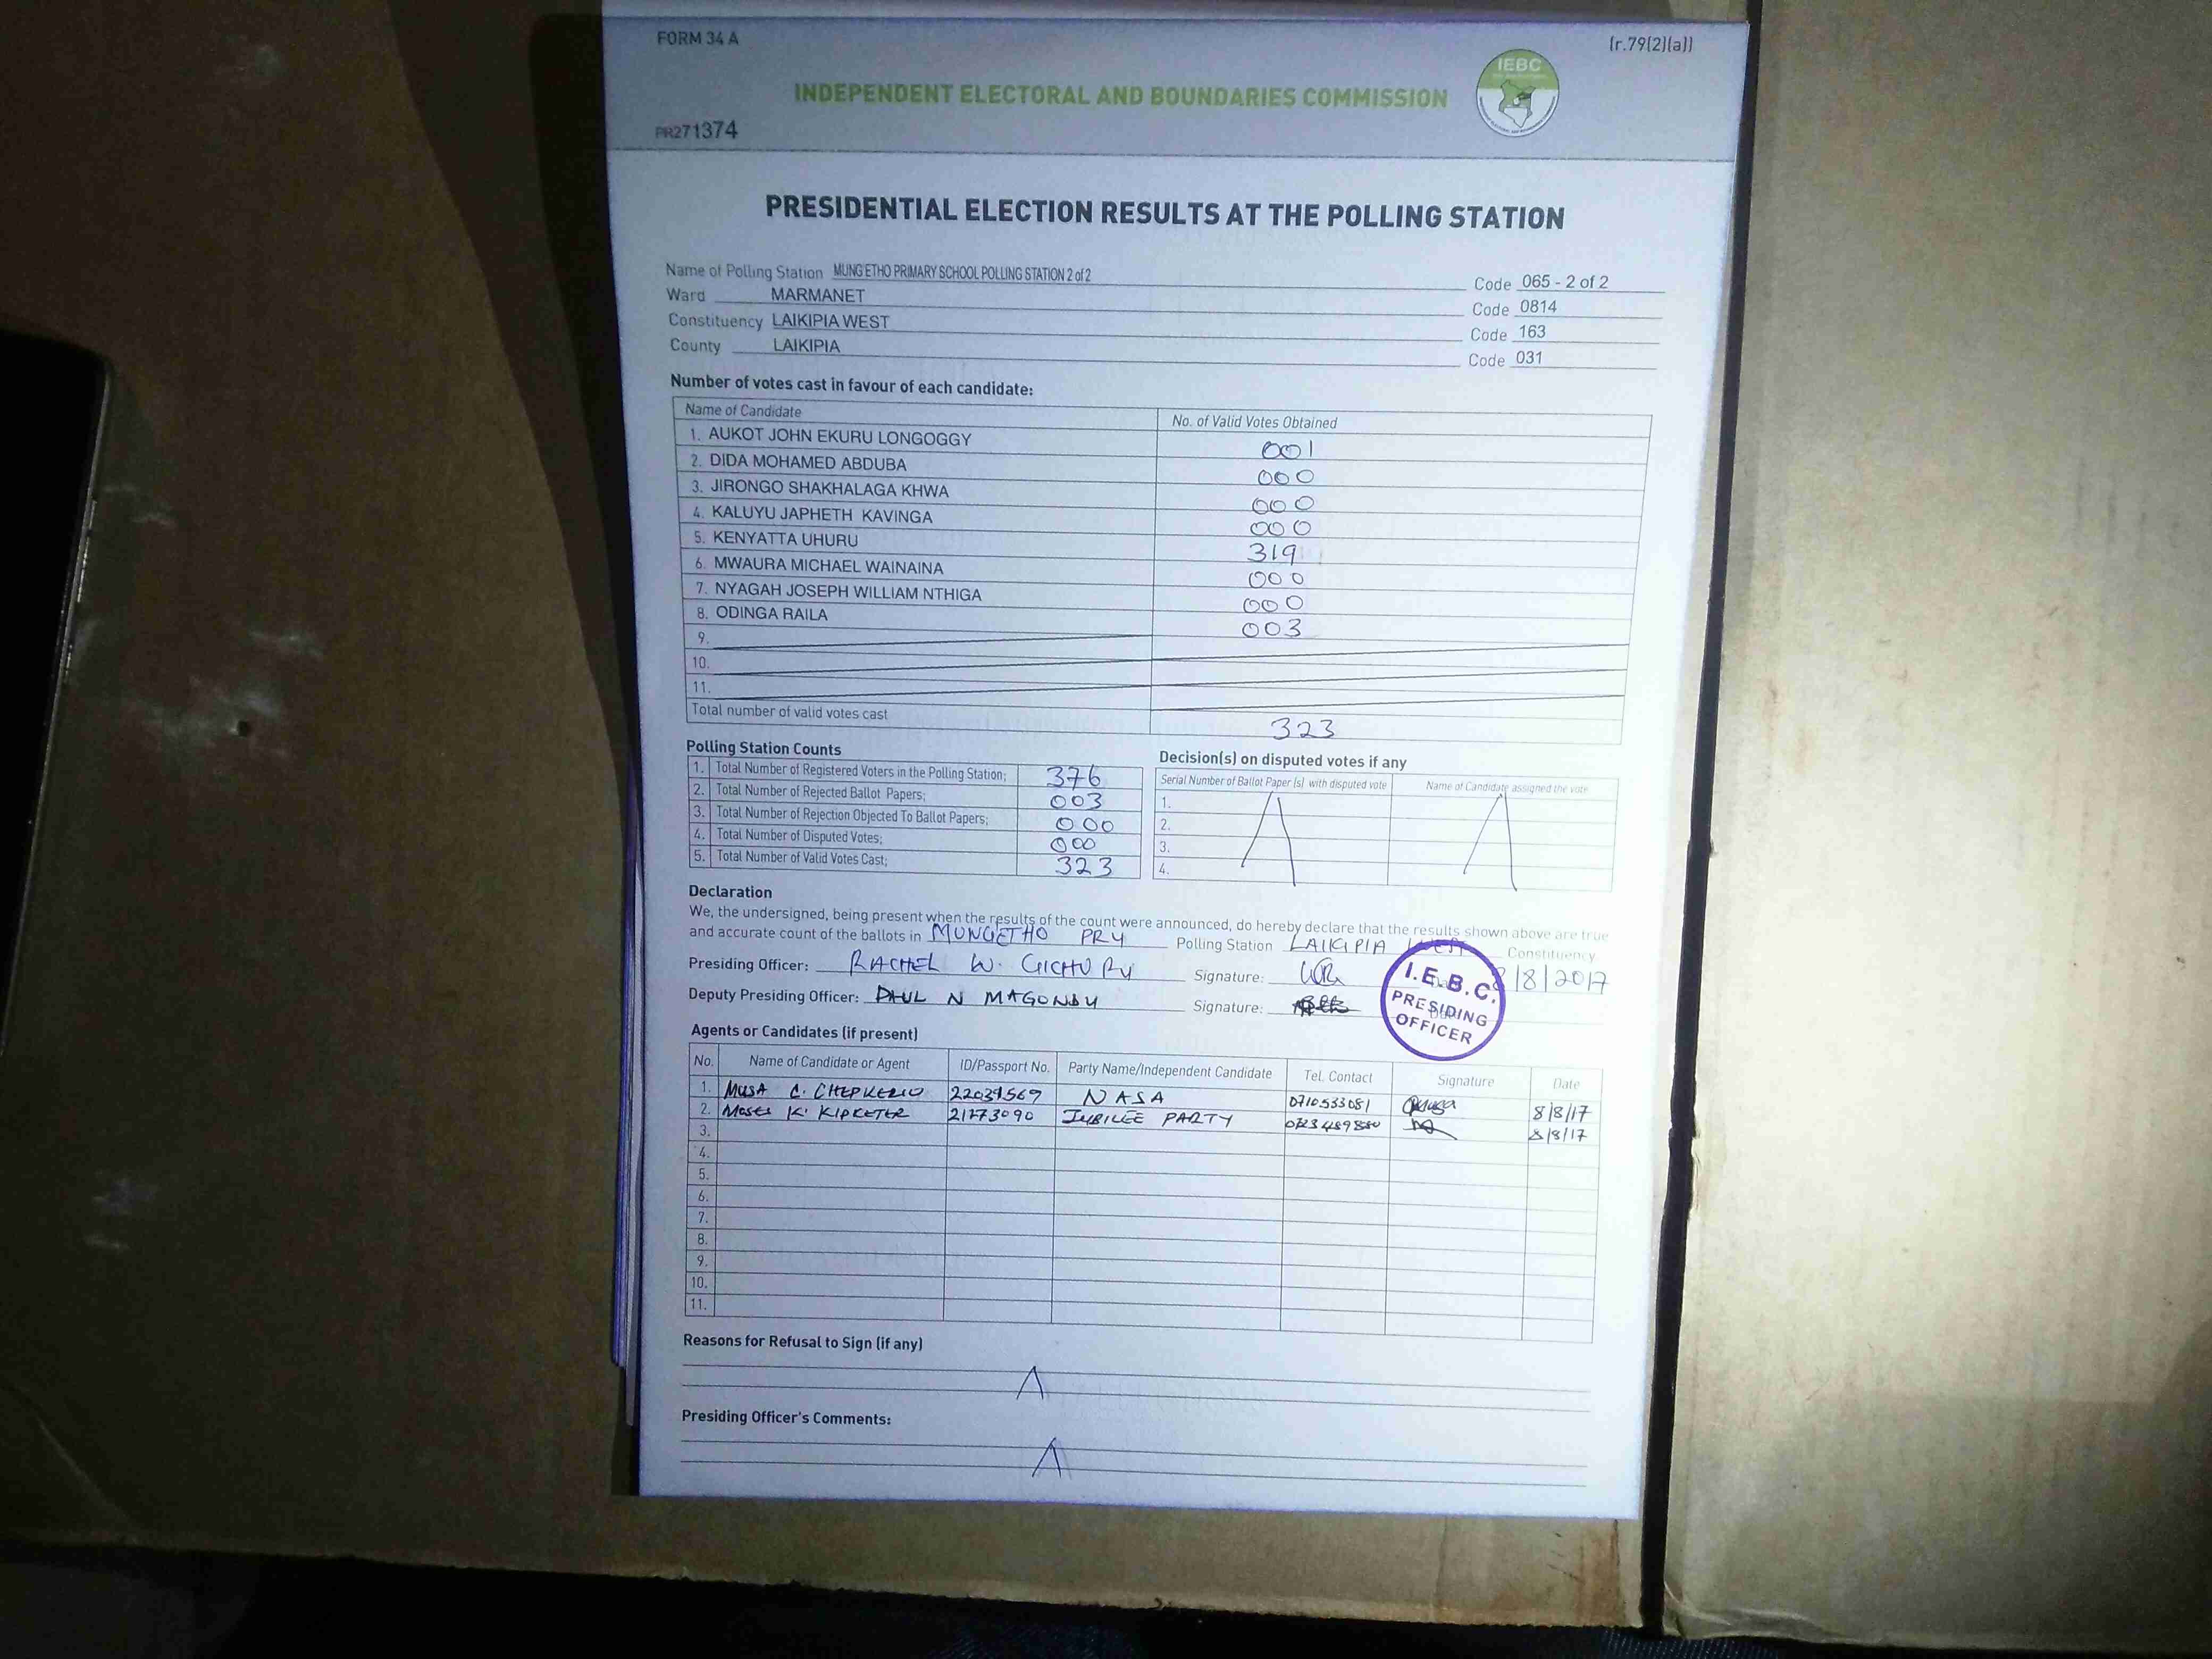 FORM 34 A
(r.79(2)(a))
IEBC
INDEPENDENT ELECTORAL AND BOUNDARIES COMMISSION
PR271374
PRESIDENTIAL ELECTION RESULTS AT THE POLLING STATION
Name of Polling Station MUNG'ETHO PRIMARY SCHOOL POLLING STATION 2 of 2 Code 065 - 2 of 2
Ward MARMANET Code 0814
Constituency LAIKIPIA WEST Code 163
County LAIKIPIA Code 031
Number of votes cast in favour of each candidate:
Name of Candidate No. of Valid Votes Obtained
1. AUKOT JOHN EKURU LONGOGGY 001
2. DIDA MOHAMED ABDUBA 000
3. JIRONGO SHAKHALAGA KHWA 000
4. KALUYU JAPHETH KAVINGA 000
5. KENYATTA UHURU 319
6. MWAURA MICHAEL WAINAINA 000
7. NYAGAH JOSEPH WILLIAM NTHIGA 000
8. ODINGA RAILA 003
9.
10.
11.
Total number of valid votes cast 323
Polling Station Counts
1. Total Number of Registered Voters in the Polling Station; 376
2. Total Number of Rejected Ballot Papers; 003
3. Total Number of Rejection Objected To Ballot Papers; 000
4. Total Number of Disputed Votes; 000
5. Total Number of Valid Votes Cast; 323
Decision(s) on disputed votes if any
Serial Number of Ballot Paper (s) with disputed vote Name of Candidate assigned the vote
1.
2.
3.
4.
Declaration
We, the undersigned, being present when the results of the count were announced, do hereby declare that the results shown above are true
and accurate count of the ballots in MUNGETHO PRY Polling Station LAIKIPIA WEST Constituency
Presiding Officer: RACHEL W. GICHURU Signature: 8/8/2017
Deputy Presiding Officer: PAUL N MAGONDU Signature:
I.E.B.C.
PRESIDING
OFFICER
Agents or Candidates (if present)
No. Name of Candidate or Agent ID/Passport No. Party Name/Independent Candidate Tel. Contact Signature Date
1. MUSA C. NASA 0710533081 8/8/17
2. Moses K. KIPKETER 21773090 JUBILEE PARTY 8/8/17
3.
4.
5.
6.
7.
8.
9.
10.
11.
Reasons for Refusal to Sign (if any)
Presiding Officer's Comments: